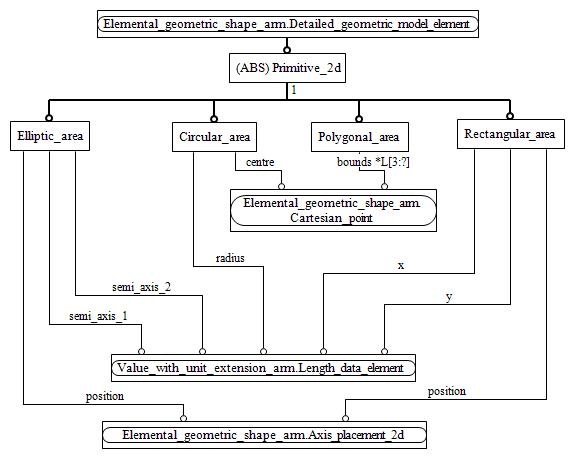 Elemental_geometric_shape_arm.Detailed_geometric_model_element
(ABS) Primitive_2d
1
Elliptic_area
Circular_area
Polygonal_area
Rectangular_area
centre
bounds *L[3:?]
Elemental_geometric_shape_arm.
Cartesian_point
radius
x
semi_axis_2
y
semi_axis_1
Value_with_unit_extension_arm.Length_data_element
position
position
Elemental_geometric_shape_arm.Axis_placement_2d